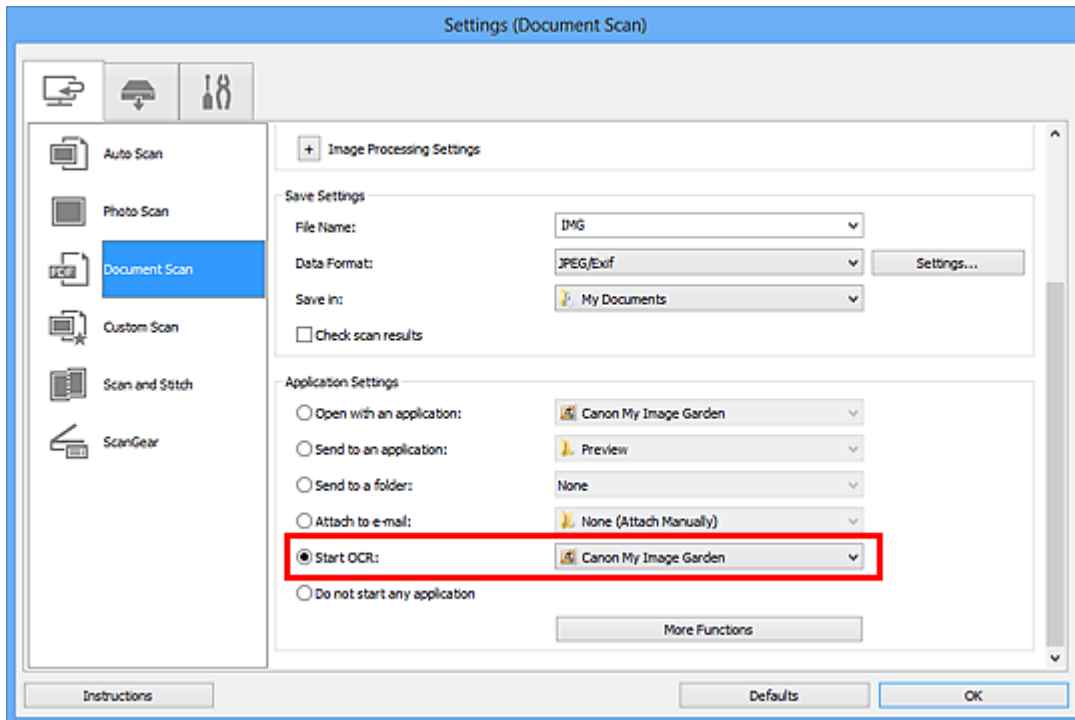 Settings (Document Scan)
Auto Scan
Photo Scan
Document Scan
Custom Scan
Scan and Stitch
ScanGear
+ Image Processing Settings
Save Settings
File Name: IMG
Data Format: JPEG/Exif Settings...
Save in: My Documents
Check scan results
Application Settings
Open with an application: Canon My Image Garden
Send to an application: Preview
Send to a folder: None
Attach to e-mail: None (Attach Manually)
Start OCR: Canon My Image Garden
Do not start any application
More Functions
Instructions Defaults OK